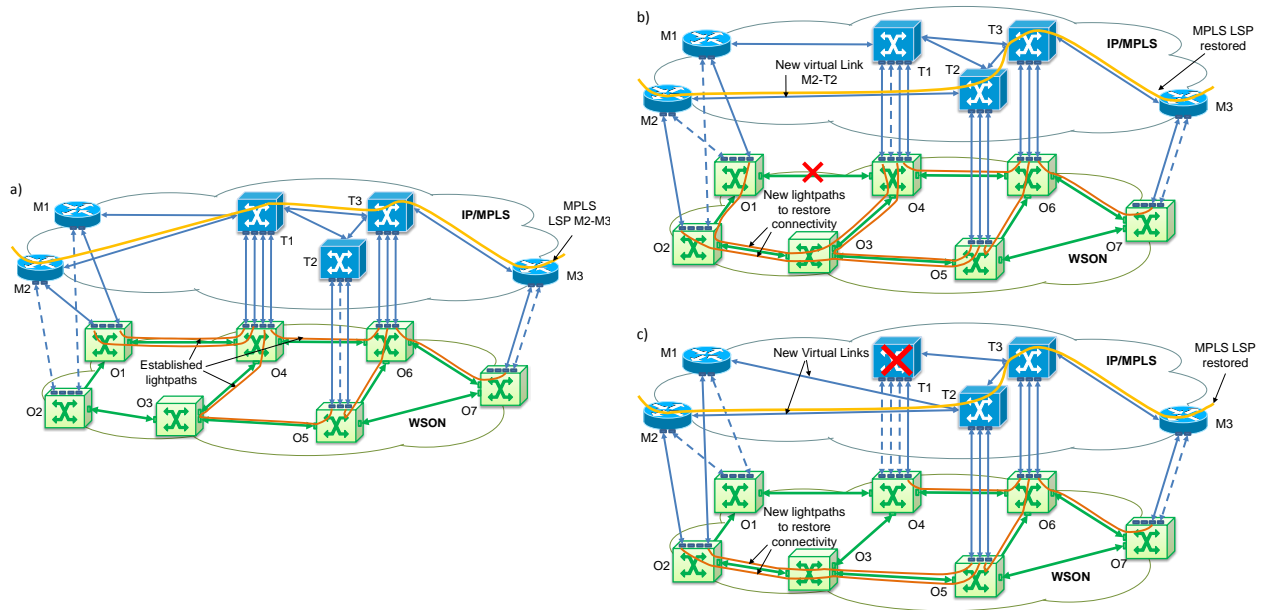 a)
M1
T3
MPLS
LSP M2-M3
IP/MPLS
T1
T2
M2
M3
Established
lightpaths
O1
O4
O6
O2
O3
O7
O5
WSON
b)
M1
T3
IP/MPLS
MPLS LSP
restored
New virtual Link
M2-T2
T1
T2
M2
M3
New lightpaths
to restore
connectivity
O1
O4
O6
O2
O3
O7
O5
WSON
c)
M1
New Virtual Links
T3
IP/MPLS
MPLS LSP
restored
T1
T2
M2
M3
New lightpaths
to restore
connectivity
O1
O4
O6
O2
O3
O7
O5
WSON